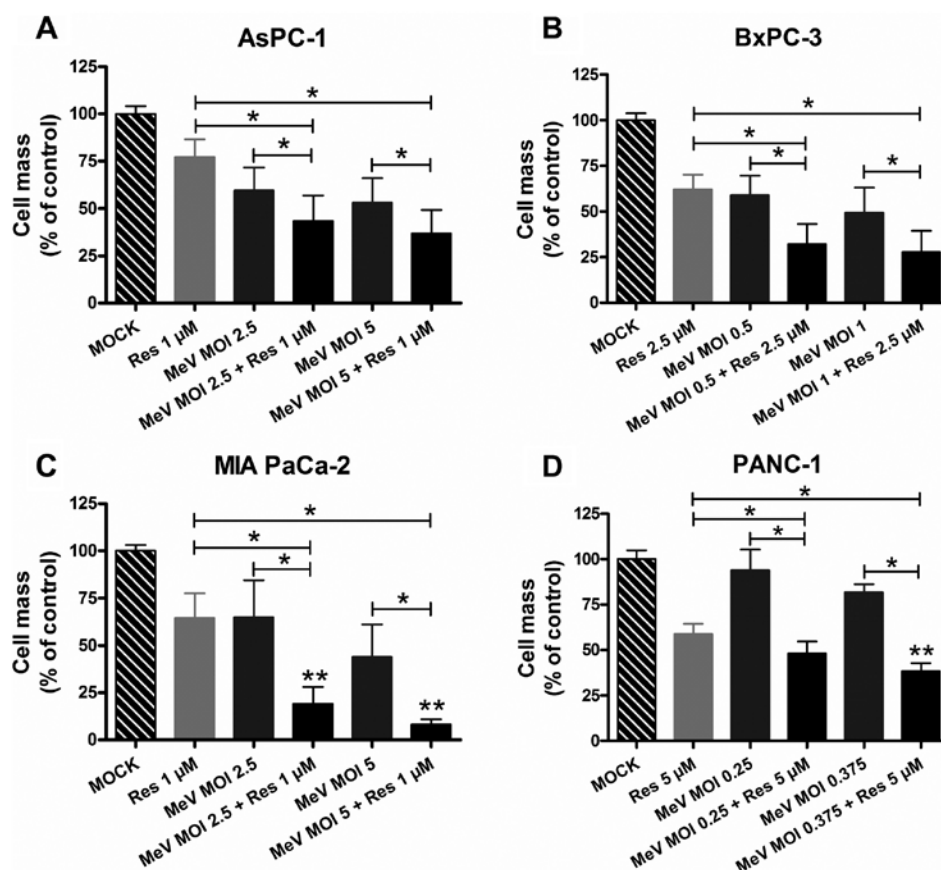 A
AsPC-1
Cell mass
(% of control)
125
100
75
50
25
0
*
*
*
*
MOCK
Res 1 µM
MeV MOI 2.5
MeV MOI 2.5 + Res 1 µM
MeV MOI 5
MeV MOI 5 + Res 1 µM
B
BxPC-3
Cell mass
(% of control)
125
100
75
50
25
0
*
*
*
*
MOCK
Res 2.5 µM
MeV MOI 0.5
MeV MOI 0.5 + Res 2.5 µM
MeV MOI 1
MeV MOI 1 + Res 2.5 µM
C
MIA PaCa-2
Cell mass
(% of control)
125
100
75
50
25
0
*
*
*
*
**
**
MOCK
Res 1 µM
MeV MOI 2.5
MeV MOI 2.5 + Res 1 µM
MeV MOI 5
MeV MOI 5 + Res 1 µM
D
PANC-1
Cell mass
(% of control)
125
100
75
50
25
0
*
*
*
*
**
MOCK
Res 5 µM
MeV MOI 0.25
MeV MOI 0.25 + Res 5 µM
MeV MOI 0.375
MeV MOI 0.375 + Res 5 µM